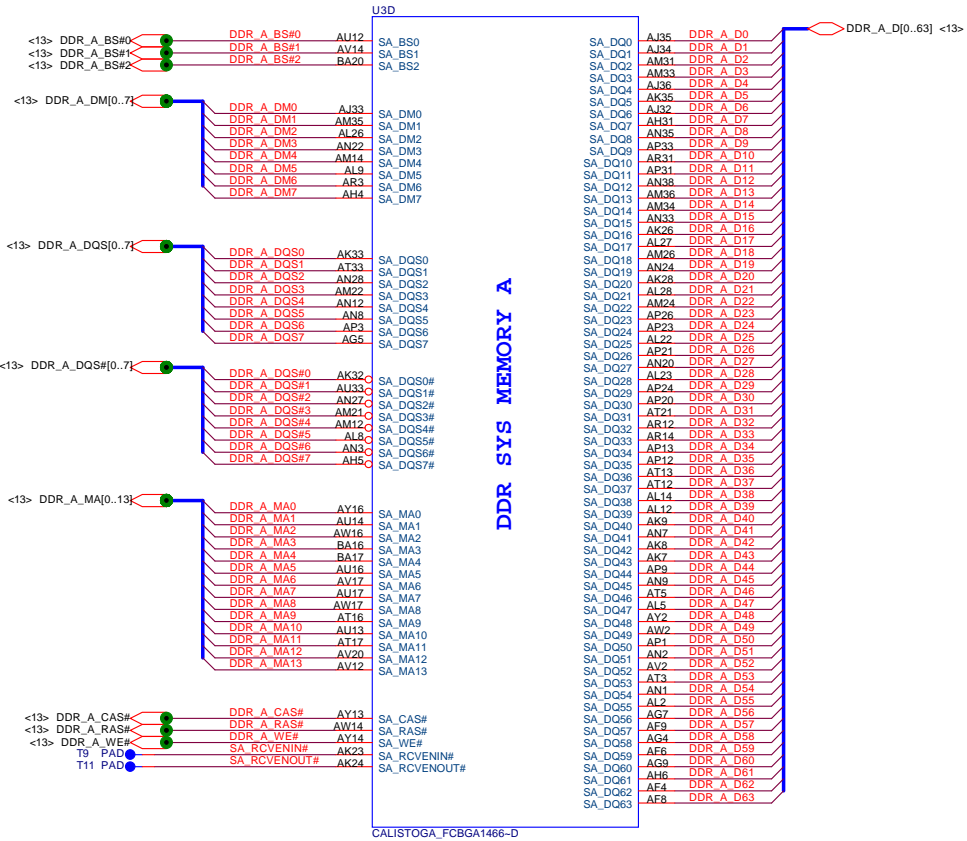 U3D
<13> DDR_A_BS#0 DDR_A_BS#0 AU12 SA_BS0
<13> DDR_A_BS#1 DDR_A_BS#1 AV14 SA_BS1
<13> DDR_A_BS#2 DDR_A_BS#2 BA20 SA_BS2
<13> DDR_A_DM[0..7]
DDR_A_DM0 AJ33 SA_DM0
DDR_A_DM1 AM35 SA_DM1
DDR_A_DM2 AL26 SA_DM2
DDR_A_DM3 AN22 SA_DM3
DDR_A_DM4 AM14 SA_DM4
DDR_A_DM5 AL9 SA_DM5
DDR_A_DM6 AR3 SA_DM6
DDR_A_DM7 AH4 SA_DM7
<13> DDR_A_DQS[0..7]
DDR_A_DQS0 AK33 SA_DQS0
DDR_A_DQS1 AT33 SA_DQS1
DDR_A_DQS2 AN28 SA_DQS2
DDR_A_DQS3 AM22 SA_DQS3
DDR_A_DQS4 AN12 SA_DQS4
DDR_A_DQS5 AN8 SA_DQS5
DDR_A_DQS6 AP3 SA_DQS6
DDR_A_DQS7 AG5 SA_DQS7
<13> DDR_A_DQS#[0..7]
DDR_A_DQS#0 AK32 SA_DQS0#
DDR_A_DQS#1 AU33 SA_DQS1#
DDR_A_DQS#2 AN27 SA_DQS2#
DDR_A_DQS#3 AM21 SA_DQS3#
DDR_A_DQS#4 AM12 SA_DQS4#
DDR_A_DQS#5 AL8 SA_DQS5#
DDR_A_DQS#6 AN3 SA_DQS6#
DDR_A_DQS#7 AH5 SA_DQS7#
<13> DDR_A_MA[0..13]
DDR_A_MA0 AY16 SA_MA0
DDR_A_MA1 AU14 SA_MA1
DDR_A_MA2 AW16 SA_MA2
DDR_A_MA3 BA16 SA_MA3
DDR_A_MA4 BA17 SA_MA4
DDR_A_MA5 AU16 SA_MA5
DDR_A_MA6 AV17 SA_MA6
DDR_A_MA7 AU17 SA_MA7
DDR_A_MA8 AW17 SA_MA8
DDR_A_MA9 AT16 SA_MA9
DDR_A_MA10 AU13 SA_MA10
DDR_A_MA11 AT17 SA_MA11
DDR_A_MA12 AV20 SA_MA12
DDR_A_MA13 AV12 SA_MA13
<13> DDR_A_CAS# DDR_A_CAS# AY13 SA_CAS#
<13> DDR_A_RAS# DDR_A_RAS# AW14 SA_RAS#
<13> DDR_A_WE# DDR_A_WE# AY14 SA_WE#
T9 PAD SA_RCVENIN# AK23 SA_RCVENIN#
T11 PAD SA_RCVENOUT# AK24 SA_RCVENOUT#
DDR SYS MEMORY A
SA_DQ0 AJ35 DDR_A_D0
SA_DQ1 AJ34 DDR_A_D1
SA_DQ2 AM31 DDR_A_D2
SA_DQ3 AM33 DDR_A_D3
SA_DQ4 AJ36 DDR_A_D4
SA_DQ5 AK35 DDR_A_D5
SA_DQ6 AJ32 DDR_A_D6
SA_DQ7 AH31 DDR_A_D7
SA_DQ8 AN35 DDR_A_D8
SA_DQ9 AP33 DDR_A_D9
SA_DQ10 AR31 DDR_A_D10
SA_DQ11 AP31 DDR_A_D11
SA_DQ12 AN38 DDR_A_D12
SA_DQ13 AM36 DDR_A_D13
SA_DQ14 AM34 DDR_A_D14
SA_DQ15 AN33 DDR_A_D15
SA_DQ16 AK26 DDR_A_D16
SA_DQ17 AL27 DDR_A_D17
SA_DQ18 AM26 DDR_A_D18
SA_DQ19 AN24 DDR_A_D19
SA_DQ20 AK28 DDR_A_D20
SA_DQ21 AL28 DDR_A_D21
SA_DQ22 AM24 DDR_A_D22
SA_DQ23 AP26 DDR_A_D23
SA_DQ24 AP23 DDR_A_D24
SA_DQ25 AL22 DDR_A_D25
SA_DQ26 AP21 DDR_A_D26
SA_DQ27 AN20 DDR_A_D27
SA_DQ28 AL23 DDR_A_D28
SA_DQ29 AP24 DDR_A_D29
SA_DQ30 AP20 DDR_A_D30
SA_DQ31 AT21 DDR_A_D31
SA_DQ32 AR12 DDR_A_D32
SA_DQ33 AR14 DDR_A_D33
SA_DQ34 AP13 DDR_A_D34
SA_DQ35 AP12 DDR_A_D35
SA_DQ36 AT13 DDR_A_D36
SA_DQ37 AT12 DDR_A_D37
SA_DQ38 AL14 DDR_A_D38
SA_DQ39 AL12 DDR_A_D39
SA_DQ40 AK9 DDR_A_D40
SA_DQ41 AN7 DDR_A_D41
SA_DQ42 AK8 DDR_A_D42
SA_DQ43 AK7 DDR_A_D43
SA_DQ44 AP9 DDR_A_D44
SA_DQ45 AN9 DDR_A_D45
SA_DQ46 AT5 DDR_A_D46
SA_DQ47 AL5 DDR_A_D47
SA_DQ48 AY2 DDR_A_D48
SA_DQ49 AW2 DDR_A_D49
SA_DQ50 AP1 DDR_A_D50
SA_DQ51 AN2 DDR_A_D51
SA_DQ52 AV2 DDR_A_D52
SA_DQ53 AT3 DDR_A_D53
SA_DQ54 AN1 DDR_A_D54
SA_DQ55 AL2 DDR_A_D55
SA_DQ56 AG7 DDR_A_D56
SA_DQ57 AF9 DDR_A_D57
SA_DQ58 AG4 DDR_A_D58
SA_DQ59 AF6 DDR_A_D59
SA_DQ60 AG9 DDR_A_D60
SA_DQ61 AH6 DDR_A_D61
SA_DQ62 AF4 DDR_A_D62
SA_DQ63 AF8 DDR_A_D63
DDR_A_D[0..63] <13>
CALISTOGA_FCBGA1466~D